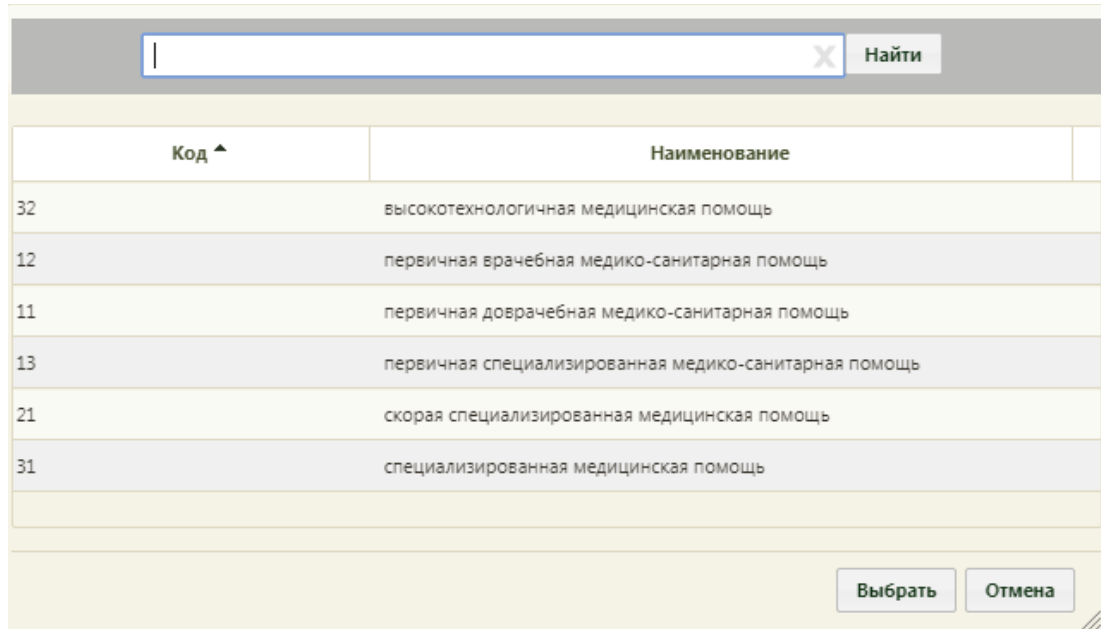 Найти
Код Наименование
32 высокотехнологичная медицинская помощь
12 первичная врачебная медико-санитарная помощь
11 первичная доврачебная медико-санитарная помощь
13 первичная специализированная медико-санитарная помощь
21 скорая специализированная медицинская помощь
31 специализированная медицинская помощь
Выбрать Отмена